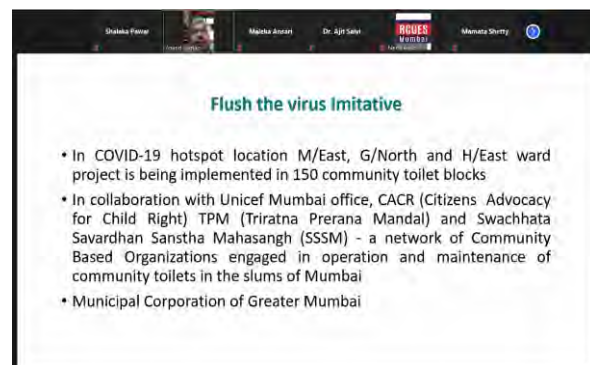 Shalaka Pawar
Maleka Ansari
Dr. Ajit Salvi
RCUES
Mumbai
Mamata Shetty
Flush the virus Imitative
• In COVID-19 hotspot location M/East, G/North and H/East ward
project is being implemented in 150 community toilet blocks
• In collaboration with Unicef Mumbai office, CACR (Citizens Advocacy
for Child Right) TPM (Triratna Prerana Mandal) and Swachhata
Savardhan Sanstha Mahasangh (SSSM) - a network of Community
Based Organizations engaged in operation and maintenance of
community toilets in the slums of Mumbai
• Municipal Corporation of Greater Mumbai